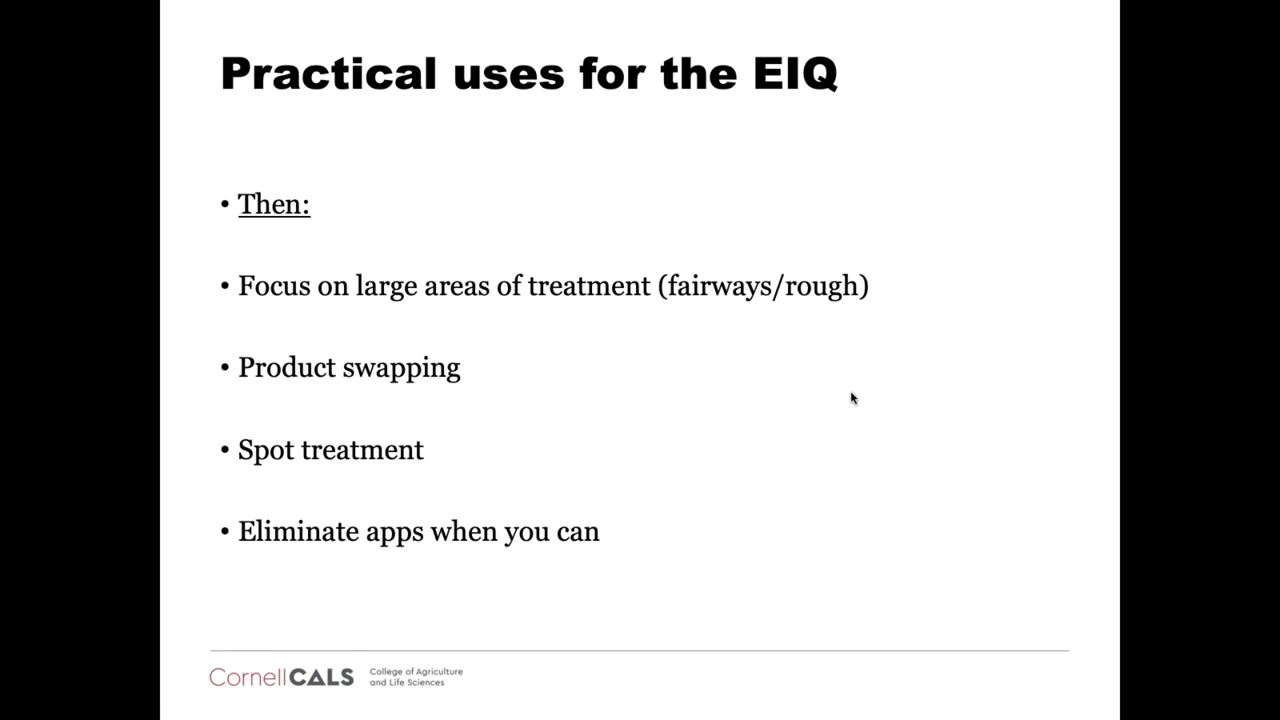 Practical uses for the EIQ
• Then:
• Focus on large areas of treatment (fairways/rough)
• Product swapping
• Spot treatment
• Eliminate apps when you can
CornellCALS
College of Agriculture
and Life Sciences